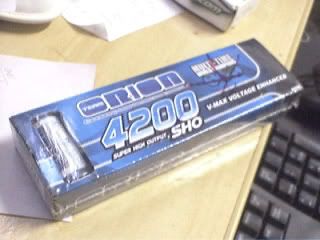 TEAM
ORION
4200
SHO
SUPER HIGH OUTPUT
V-MAX VOLTAGE ENHANCED